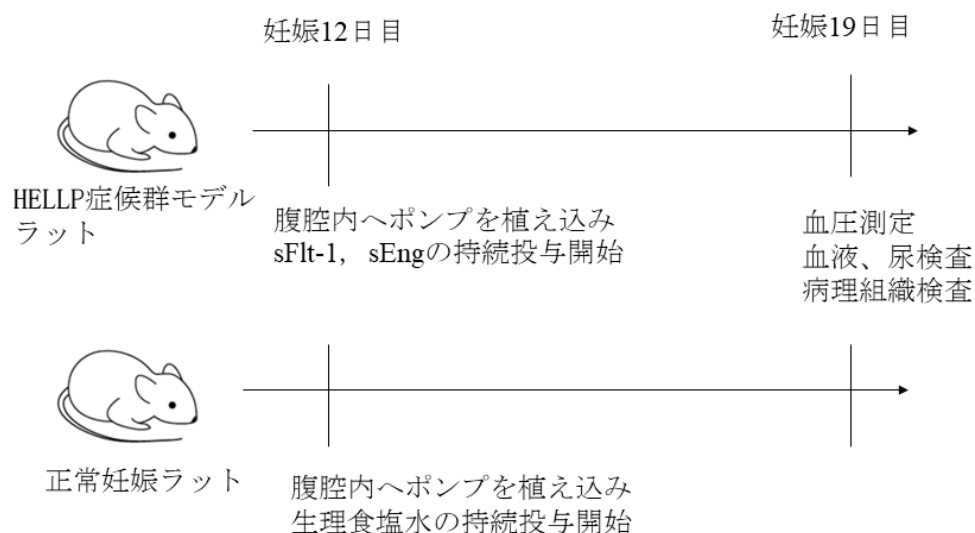 妊娠12日目
妊娠19日目
HELLP症候群モデル
ラット
腹腔内へポンプを植え込み
sFlt-1, sEngの持続投与開始
血圧測定
血液、尿検査
病理組織検査
正常妊娠ラット
腹腔内へポンプを植え込み
生理食塩水の持続投与開始